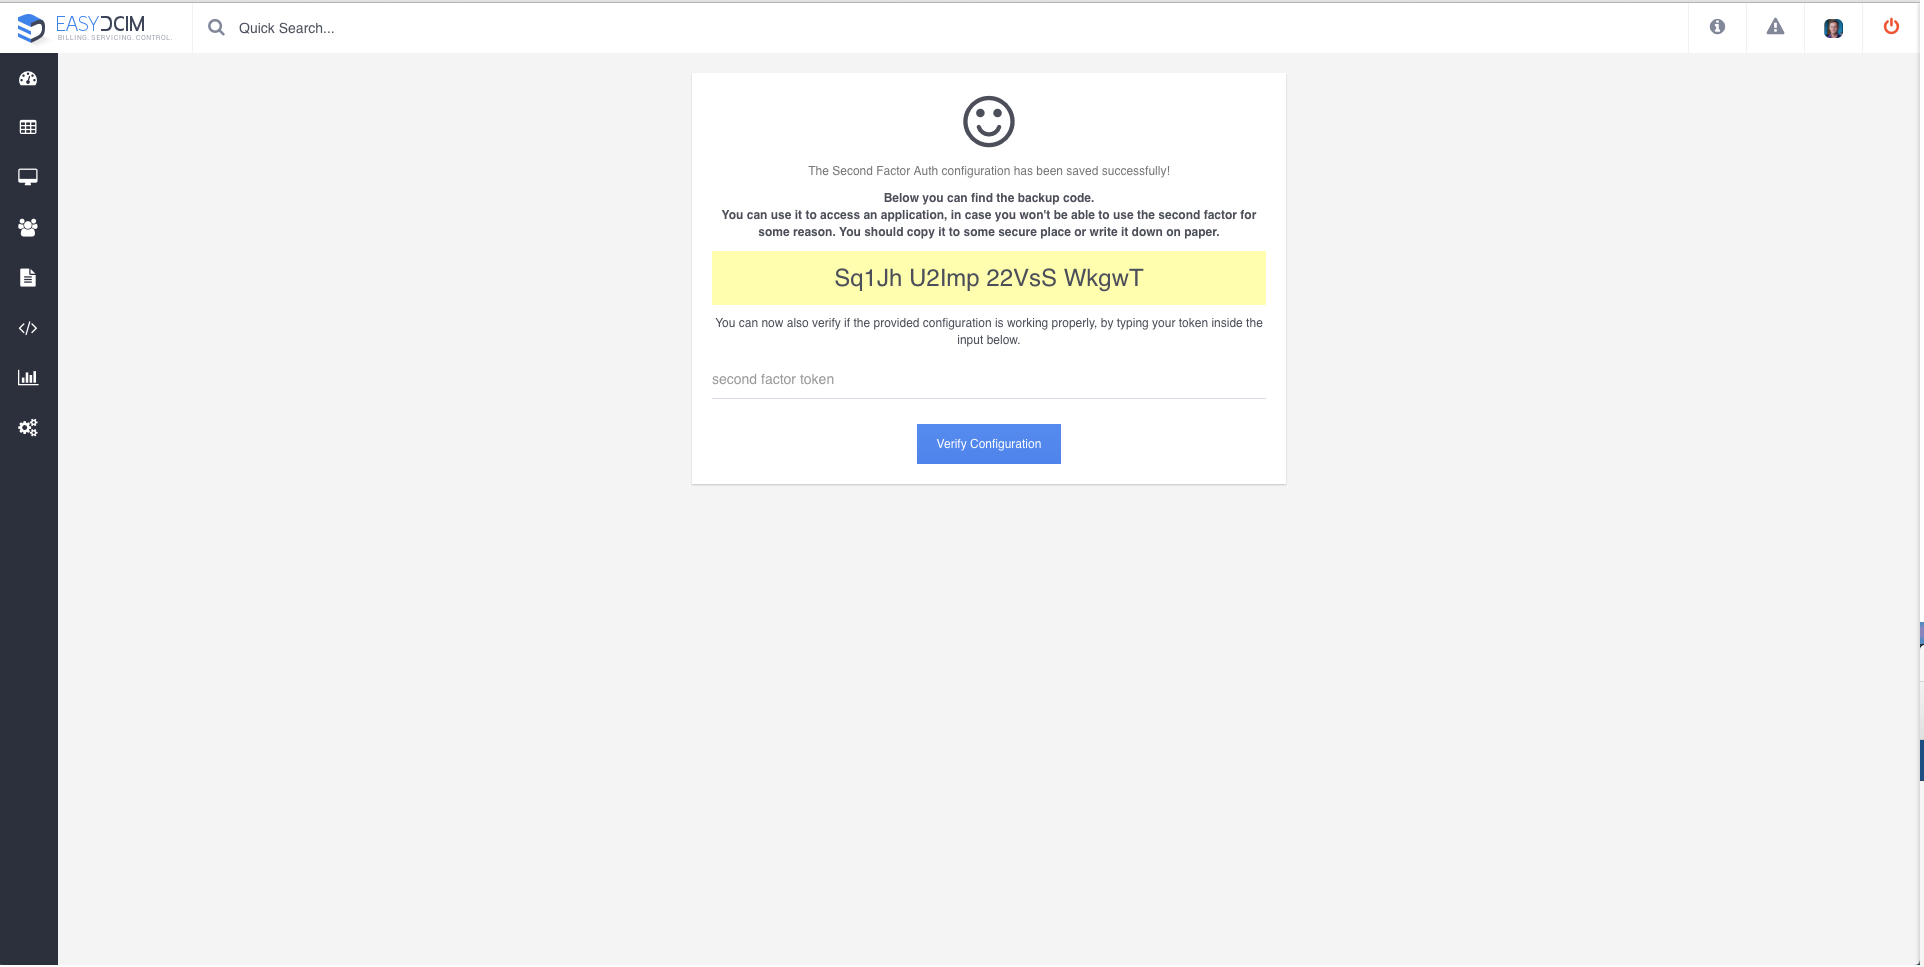 EASYDCIM
BILLING. SERVICING. CONTROL.
Quick Search...
The Second Factor Auth configuration has been saved successfully!
Below you can find the backup code.
You can use it to access an application, in case you won't be able to use the second factor for
some reason. You should copy it to some secure place or write it down on paper.
Sq1Jh U2Imp 22VsS WkgwT
You can now also verify if the provided configuration is working properly, by typing your token inside the
input below.
second factor token
Verify Configuration